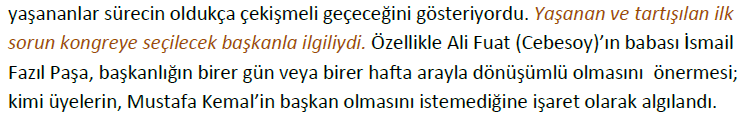 yaşananlar sürecin oldukça çekişmeli geçeceğini gösteriyordu. Yaşanan ve tartışılan ilk
sorun kongreye seçilecek başkanla ilgiliydi. Özellikle Ali Fuat (Cebesoy)’ın babası İsmail
Fazıl Paşa, başkanlığın birer gün veya birer hafta arayla dönüşümlü olmasını önermesi;
kimi üyelerin, Mustafa Kemal’in başkan olmasını istemediğine işaret olarak algılandı.